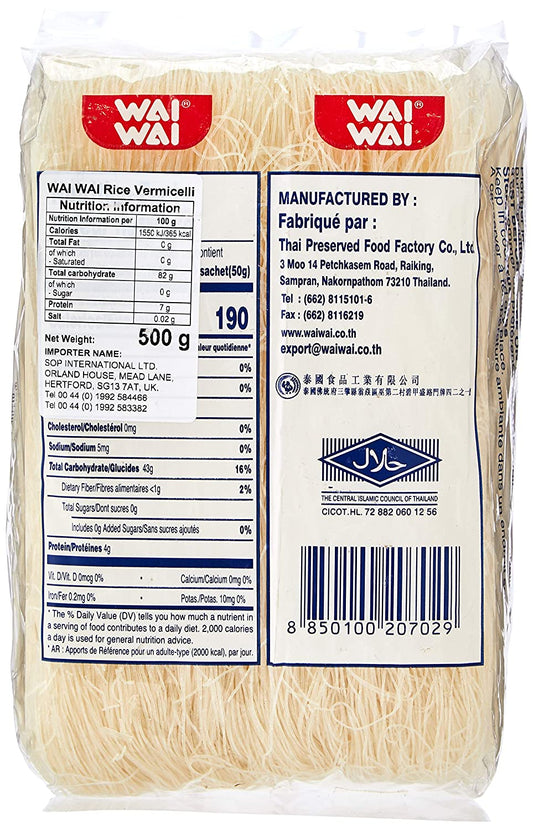 WAI WAI®
WAI WAI®
WAI WAI Rice Vermicelli
Nutrition Information
Nutrition Information per 100 g
Calories 1550 kJ/365 kcal
Total Fat 0 g
of which
- Saturated 0 g
Total carbohydrate 82 g
of which
- Sugar 0 g
Protein 7 g
Salt 0.02 g
Net Weight: 500 g
IMPORTER NAME:
SOP INTERNATIONAL LTD.
ORLAND HOUSE, MEAD LANE,
HERTFORD, SG13 7AT, UK.
Tel 00 44 (0) 1992 584466
Tel 00 44 (0) 1992 583382
sachet(50g)
190
quotidienne*
0%
0%
Cholesterol/Cholestérol 0mg 0%
Sodium/Sodium 5mg 0%
Total Carbohydrate/Glucides 43g 16%
Dietary Fiber/Fibres alimentaires <1g 2%
Total Sugars/Dont sucres 0g
Includes 0g Added Sugars/Sans sucres ajoutés 0%
Protein/Protéines 4g
Vit. D/Vit. D 0mcg 0% • Calcium/Calcium 0mg 0%
Iron/Fer 0.2mg 0% • Potas./Potas. 10mg 0%
* The % Daily Value (DV) tells you how much a nutrient in
a serving of food contributes to a daily diet. 2,000 calories
a day is used for general nutrition advice.
* AR : Apports de Référence pour un adulte-type (2000 kcal), par jour.
MANUFACTURED BY :
Fabriqué par :
Thai Preserved Food Factory Co., Ltd
3 Moo 14 Petchkasem Road, Raiking,
Sampran, Nakornpathom 73210 Thailand.
Tel : (662) 8115101-6
Fax : (662) 8116219
www.waiwai.co.th
export@waiwai.co.th
泰國食品工業有限公司
حلال
THE CENTRAL ISLAMIC COUNCIL OF THAILAND
CICOT.HL. 72 882 060 12 56
8 850100 207029